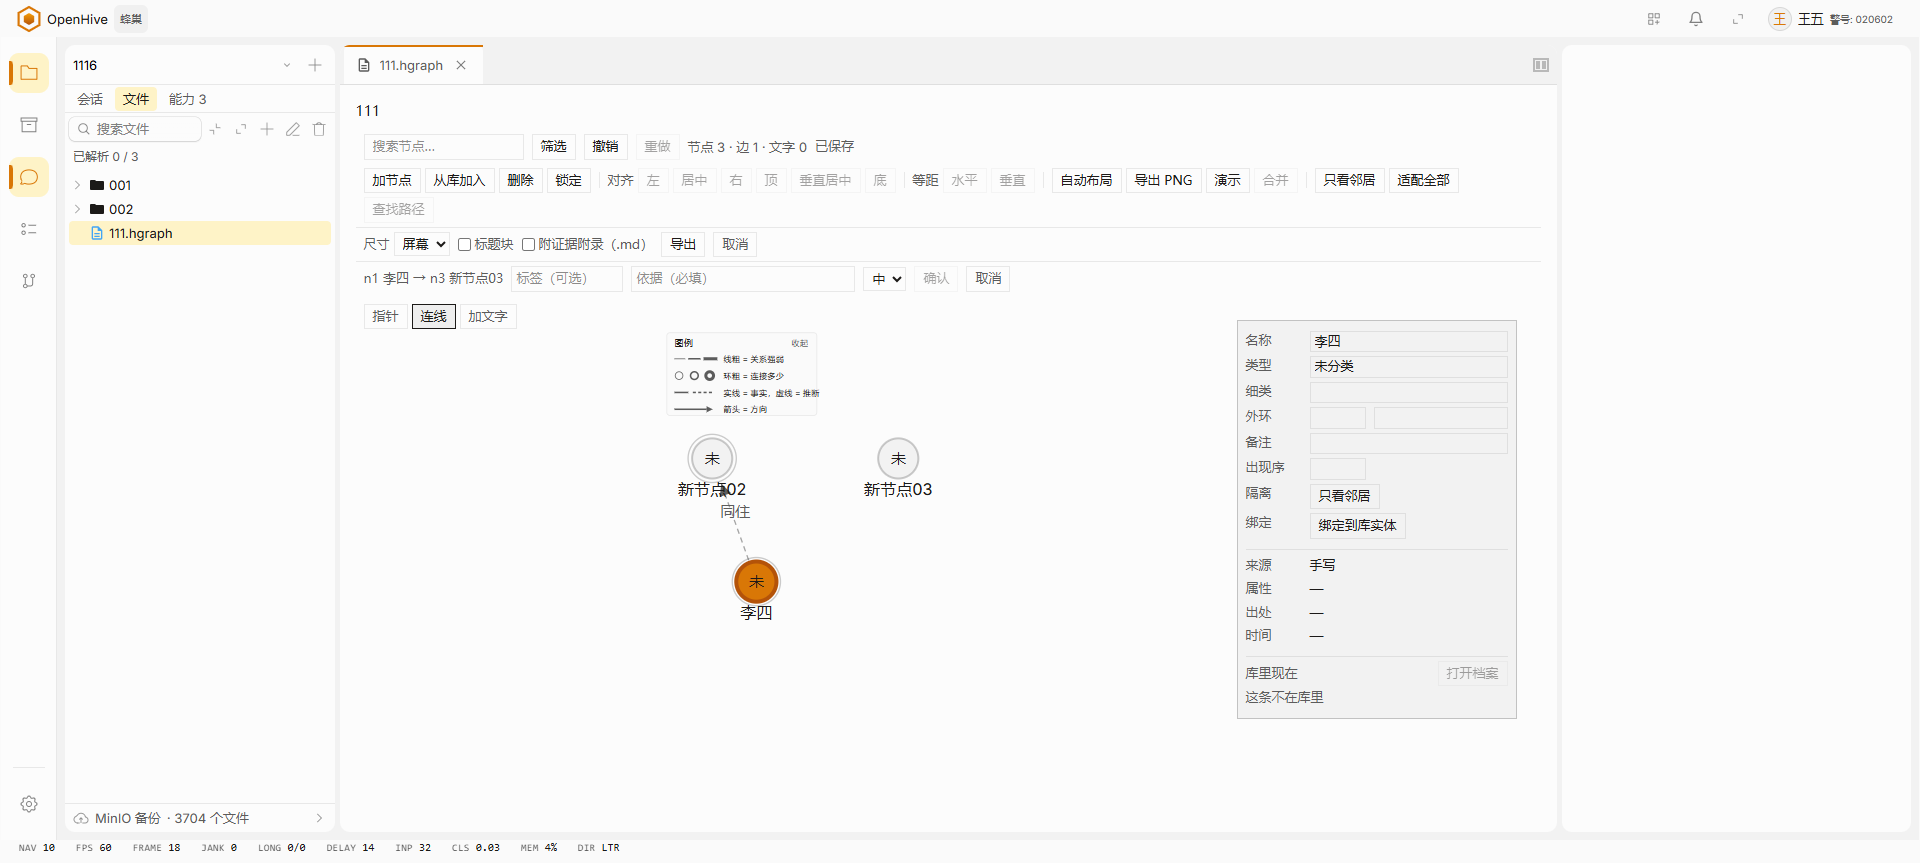 OpenHive 蜂巢
王 王五 警号: 020602
1116
111.hgraph
会话 文件 能力 3
搜索文件
已解析 0 / 3
001
002
111.hgraph
MinIO 备份 · 3704 个文件
111
搜索节点... 筛选 撤销 重做 节点 3 · 边 1 · 文字 0 已保存
加节点 从库加入 删除 锁定 对齐 左 居中 右 顶 垂直居中 底 等距 水平 垂直 自动布局 导出 PNG 演示 合并 只看邻居 适配全部
查找路径
尺寸 屏幕 标题块 附证据附录（.md） 导出 取消
n1 李四 → n3 新节点03 标签（可选） 依据（必填） 中 确认 取消
指针 连线 加文字
图例 收起
线粗 = 关系强弱
环粗 = 连接多少
实线 = 事实，虚线 = 推断
箭头 = 方向
未
新节点02
未
新节点03
同住
未
李四
名称 李四
类型 未分类
细类
外环
备注
出现序
隔离 只看邻居
绑定 绑定到库实体
来源 手写
属性 —
出处 —
时间 —
库里现在 打开档案
这条不在库里
NAV 10 FPS 60 FRAME 18 JANK 0 LONG 0/0 DELAY 14 INP 32 CLS 0.03 MEM 4% DIR LTR